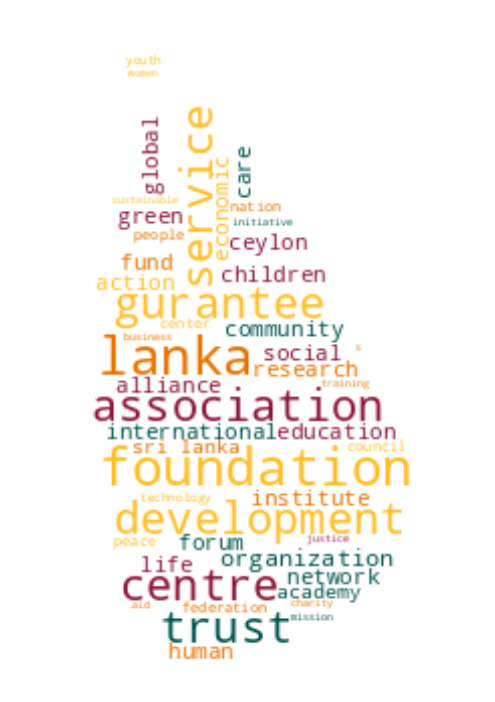 youth
women
global
service
care
economic
sustainable
nation
green
initiative
people
ceylon
fund
children
action
gurantee
center
community
business
lanka
social
s
research
alliance
training
association
international
education
sri lanka
council
foundation
technology
institute
development
peace
forum
justice
organization
life
network
centre
academy
aid
federation
charity
trust
mission
human